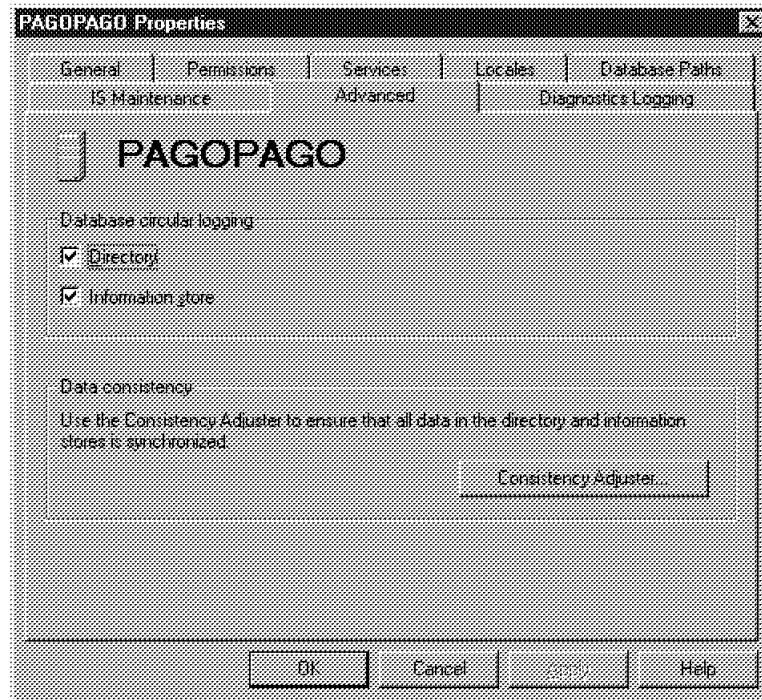 PAGOPAGO Properties
General Permissions Services Locales Database Paths
IS Maintenance Advanced Diagnostics Logging
PAGOPAGO
Database circular logging
Directory
Information store
Data consistency
Use the Consistency Adjuster to ensure that all data in the directory and information
stores is synchronized.
Consistency Adjuster...
OK Cancel Apply Help